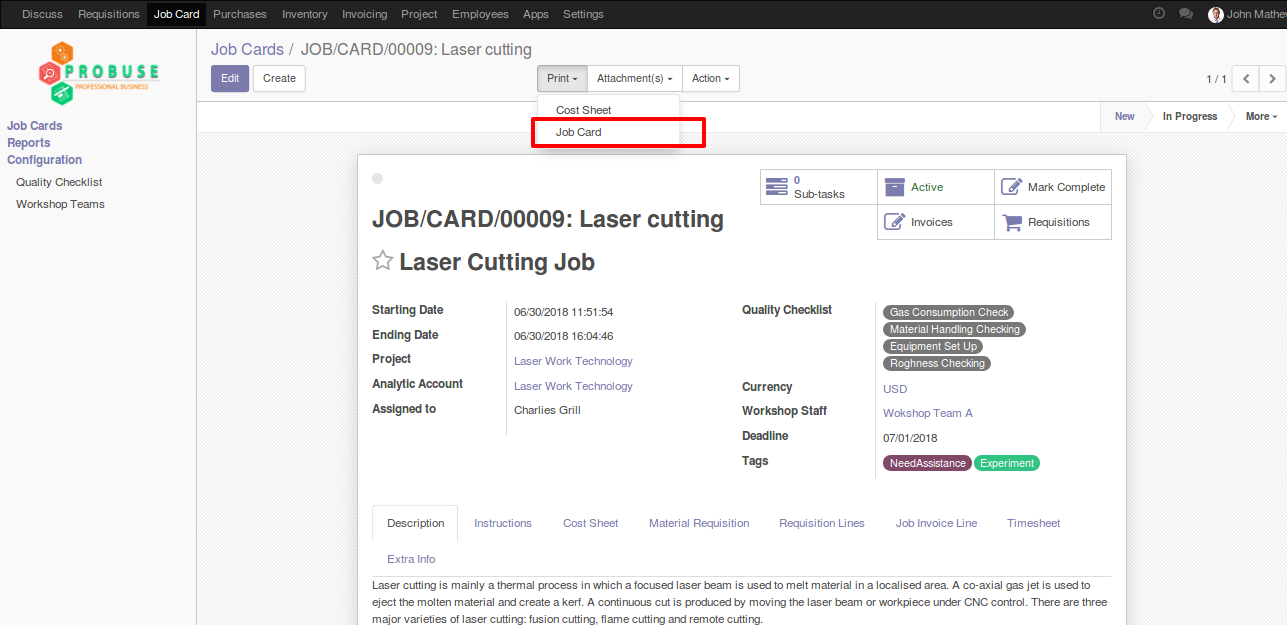 Discuss Requisitions Job Card Purchases Inventory Invoicing Project Employees Apps Settings John Mathe
PROBUSE
PROFESSIONAL BUSINESS
Job Cards / JOB/CARD/00009: Laser cutting
Edit Create Print Attachment(s) Action 1 / 1
Cost Sheet
Job Card
New In Progress More
Job Cards
Reports
Configuration
Quality Checklist
Workshop Teams
0
Sub-tasks
Active
Mark Complete
Invoices
Requisitions
JOB/CARD/00009: Laser cutting
Laser Cutting Job
Starting Date 06/30/2018 11:51:54
Ending Date 06/30/2018 16:04:46
Project Laser Work Technology
Analytic Account Laser Work Technology
Assigned to Charlies Grill
Quality Checklist Gas Consumption Check
Material Handling Checking
Equipment Set Up
Roghness Checking
Currency USD
Workshop Staff Wokshop Team A
Deadline 07/01/2018
Tags NeedAssistance Experiment
Description Instructions Cost Sheet Material Requisition Requisition Lines Job Invoice Line Timesheet
Extra Info
Laser cutting is mainly a thermal process in which a focused laser beam is used to melt material in a localised area. A co-axial gas jet is used to
eject the molten material and create a kerf. A continuous cut is produced by moving the laser beam or workpiece under CNC control. There are three
major varieties of laser cutting: fusion cutting, flame cutting and remote cutting.